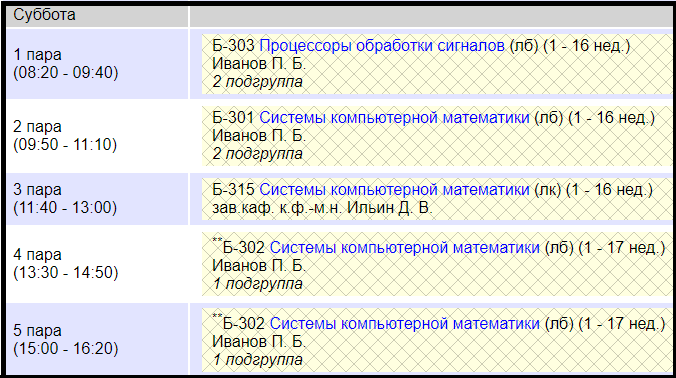 Суббота
1 пара
(08:20 - 09:40)
Б-303 Процессоры обработки сигналов (лб) (1 - 16 нед.)
Иванов П. Б.
2 подгруппа
2 пара
(09:50 - 11:10)
Б-301 Системы компьютерной математики (лб) (1 - 16 нед.)
Иванов П. Б.
2 подгруппа
3 пара
(11:40 - 13:00)
Б-315 Системы компьютерной математики (лк) (1 - 16 нед.)
зав.каф. к.ф.-м.н. Ильин Д. В.
4 пара
(13:30 - 14:50)
**Б-302 Системы компьютерной математики (лб) (1 - 17 нед.)
Иванов П. Б.
1 подгруппа
5 пара
(15:00 - 16:20)
**Б-302 Системы компьютерной математики (лб) (1 - 17 нед.)
Иванов П. Б.
1 подгруппа